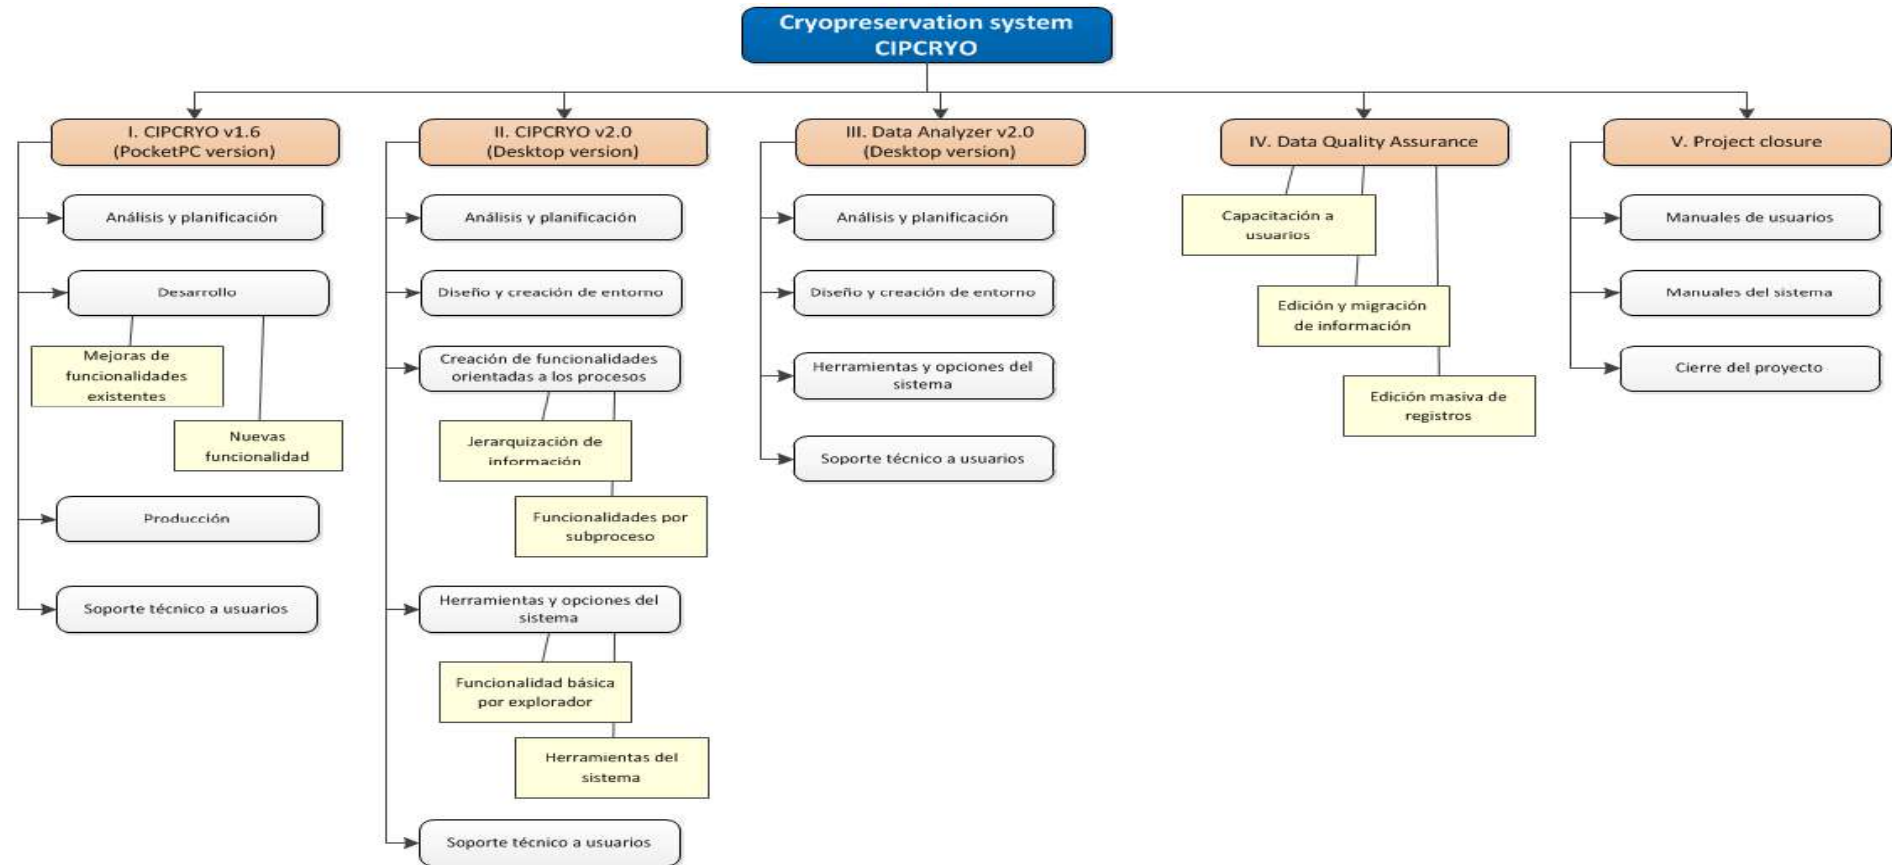 Cryopreservation system
CIPCRYO
I. CIPCRYO v1.6
(PocketPC version)
Análisis y planificación
Desarrollo
Mejoras de
funcionalidades
existentes
Nuevas
funcionalidad
Producción
Soporte técnico a usuarios
II. CIPCRYO v2.0
(Desktop version)
Análisis y planificación
Diseño y creación de entorno
Creación de funcionalidades
orientadas a los procesos
Jerarquización de
información
Funcionalidades por
subproceso
Herramientas y opciones del
sistema
Funcionalidad básica
por explorador
Herramientas del
sistema
Soporte técnico a usuarios
III. Data Analyzer v2.0
(Desktop version)
Análisis y planificación
Diseño y creación de entorno
Herramientas y opciones del
sistema
Soporte técnico a usuarios
IV. Data Quality Assurance
Capacitación a
usuarios
Edición y migración
de información
Edición masiva de
registros
V. Project closure
Manuales de usuarios
Manuales del sistema
Cierre del proyecto